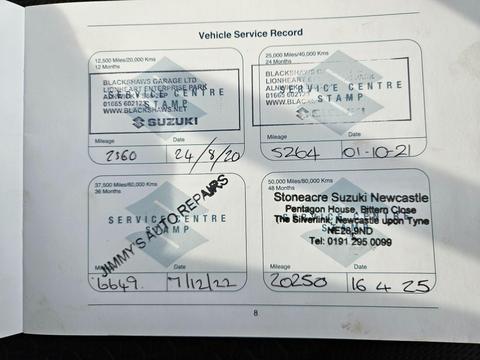 Vehicle Service Record
12,500 Miles/20,000 Kms
12 Months
BLACKSHAWS GARAGE LTD
LIONHEART ENTERPRISE PARK
SERVICE CENTRE
01665 602123
STAMP
WWW.BLACKSHAWS.NET
SUZUKI
Mileage Date
2360 24/8/20
25,000 Miles/40,000 Kms
24 Months
BLACKSHAWS
LIONHEART
SERVICE CENTRE
STAMP
WWW.BLACKSHAWS
Mileage Date
5264 01-10-21
37,500 Miles/60,000 Kms
36 Months
SERVICE CENTRE
STAMP
JIMMY'S AUTO REPAIRS
Mileage Date
6649. 7/12/22
50,000 Miles/80,000 Kms
48 Months
Stoneacre Suzuki Newcastle
Pentagon House, Bittern Close
The Silverlink, Newcastle upon Tyne
NE28 9ND
Tel: 0191 295 0099
Mileage Date
20250 16 4 25
8